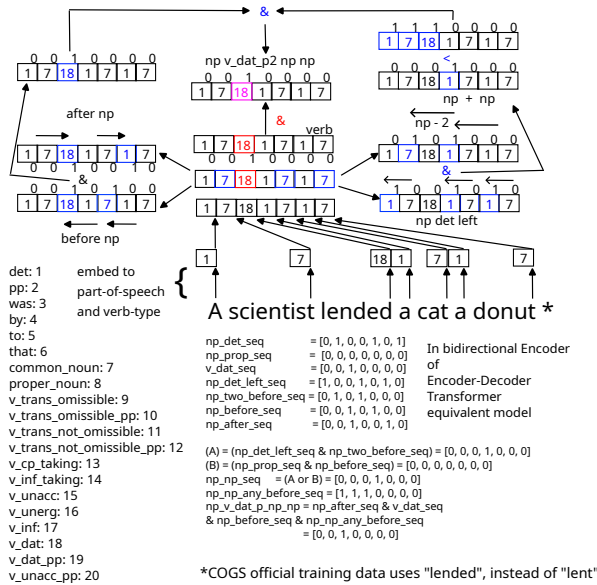 &
0 0 1 0 0 0 0
1 7 18 1 7 1 7
np v_dat_p2 np np
0 0 1 0 0 0 0
1 7 18 1 7 1 7
1 1 1 0 0 0 0
1 7 18 1 7 1 7
<
0 0 0 1 0 0 0
1 7 18 1 7 1 7
np + np
after np
1 7 18 1 7 1 7
0 0 1 0 0 1 0
&
0 0 1 0 1 0 0
1 7 18 1 7 1 7
before np
&
verb
1 7 18 1 7 1 7
0 0 1 0 0 0 0
1 7 18 1 7 1 7
1 7 18 1 7 1 7
np - 2
0 1 0 1 0 0 0
1 7 18 1 7 1 7
&
1 0 0 1 0 1 0
1 7 18 1 7 1 7
np det left
1 7 18 1 7 1 7
A scientist lended a cat a donut *
embed to
part-of-speech
and verb-type
{
det: 1
pp: 2
was: 3
by: 4
to: 5
that: 6
common_noun: 7
proper_noun: 8
v_trans_omissible: 9
v_trans_omissible_pp: 10
v_trans_not_omissible: 11
v_trans_not_omissible_pp: 12
v_cp_taking: 13
v_inf_taking: 14
v_unacc: 15
v_unerg: 16
v_inf: 17
v_dat: 18
v_dat_pp: 19
v_unacc_pp: 20
np_det_seq = [0, 1, 0, 0, 1, 0, 1]
np_prop_seq = [0, 0, 0, 0, 0, 0, 0]
v_dat_seq = [0, 0, 1, 0, 0, 0, 0]
np_det_left_seq = [1, 0, 0, 1, 0, 1, 0]
np_two_before_seq = [0, 1, 0, 1, 0, 0, 0]
np_before_seq = [0, 0, 1, 0, 1, 0, 0]
np_after_seq = [0, 0, 1, 0, 0, 1, 0]
In bidirectional Encoder
of
Encoder-Decoder
Transformer
equivalent model
(A) = (np_det_left_seq & np_two_before_seq) = [0, 0, 0, 1, 0, 0, 0]
(B) = (np_prop_seq & np_before_seq) = [0, 0, 0, 0, 0, 0, 0]
np_np_seq = (A or B) = [0, 0, 0, 1, 0, 0, 0]
np_np_any_before_seq = [1, 1, 1, 0, 0, 0, 0]
np_v_dat_p_np_np = np_after_seq & v_dat_seq
& np_before_seq & np_np_any_before_seq
= [0, 0, 1, 0, 0, 0, 0]
*COGS official training data uses "lended", instead of "lent"